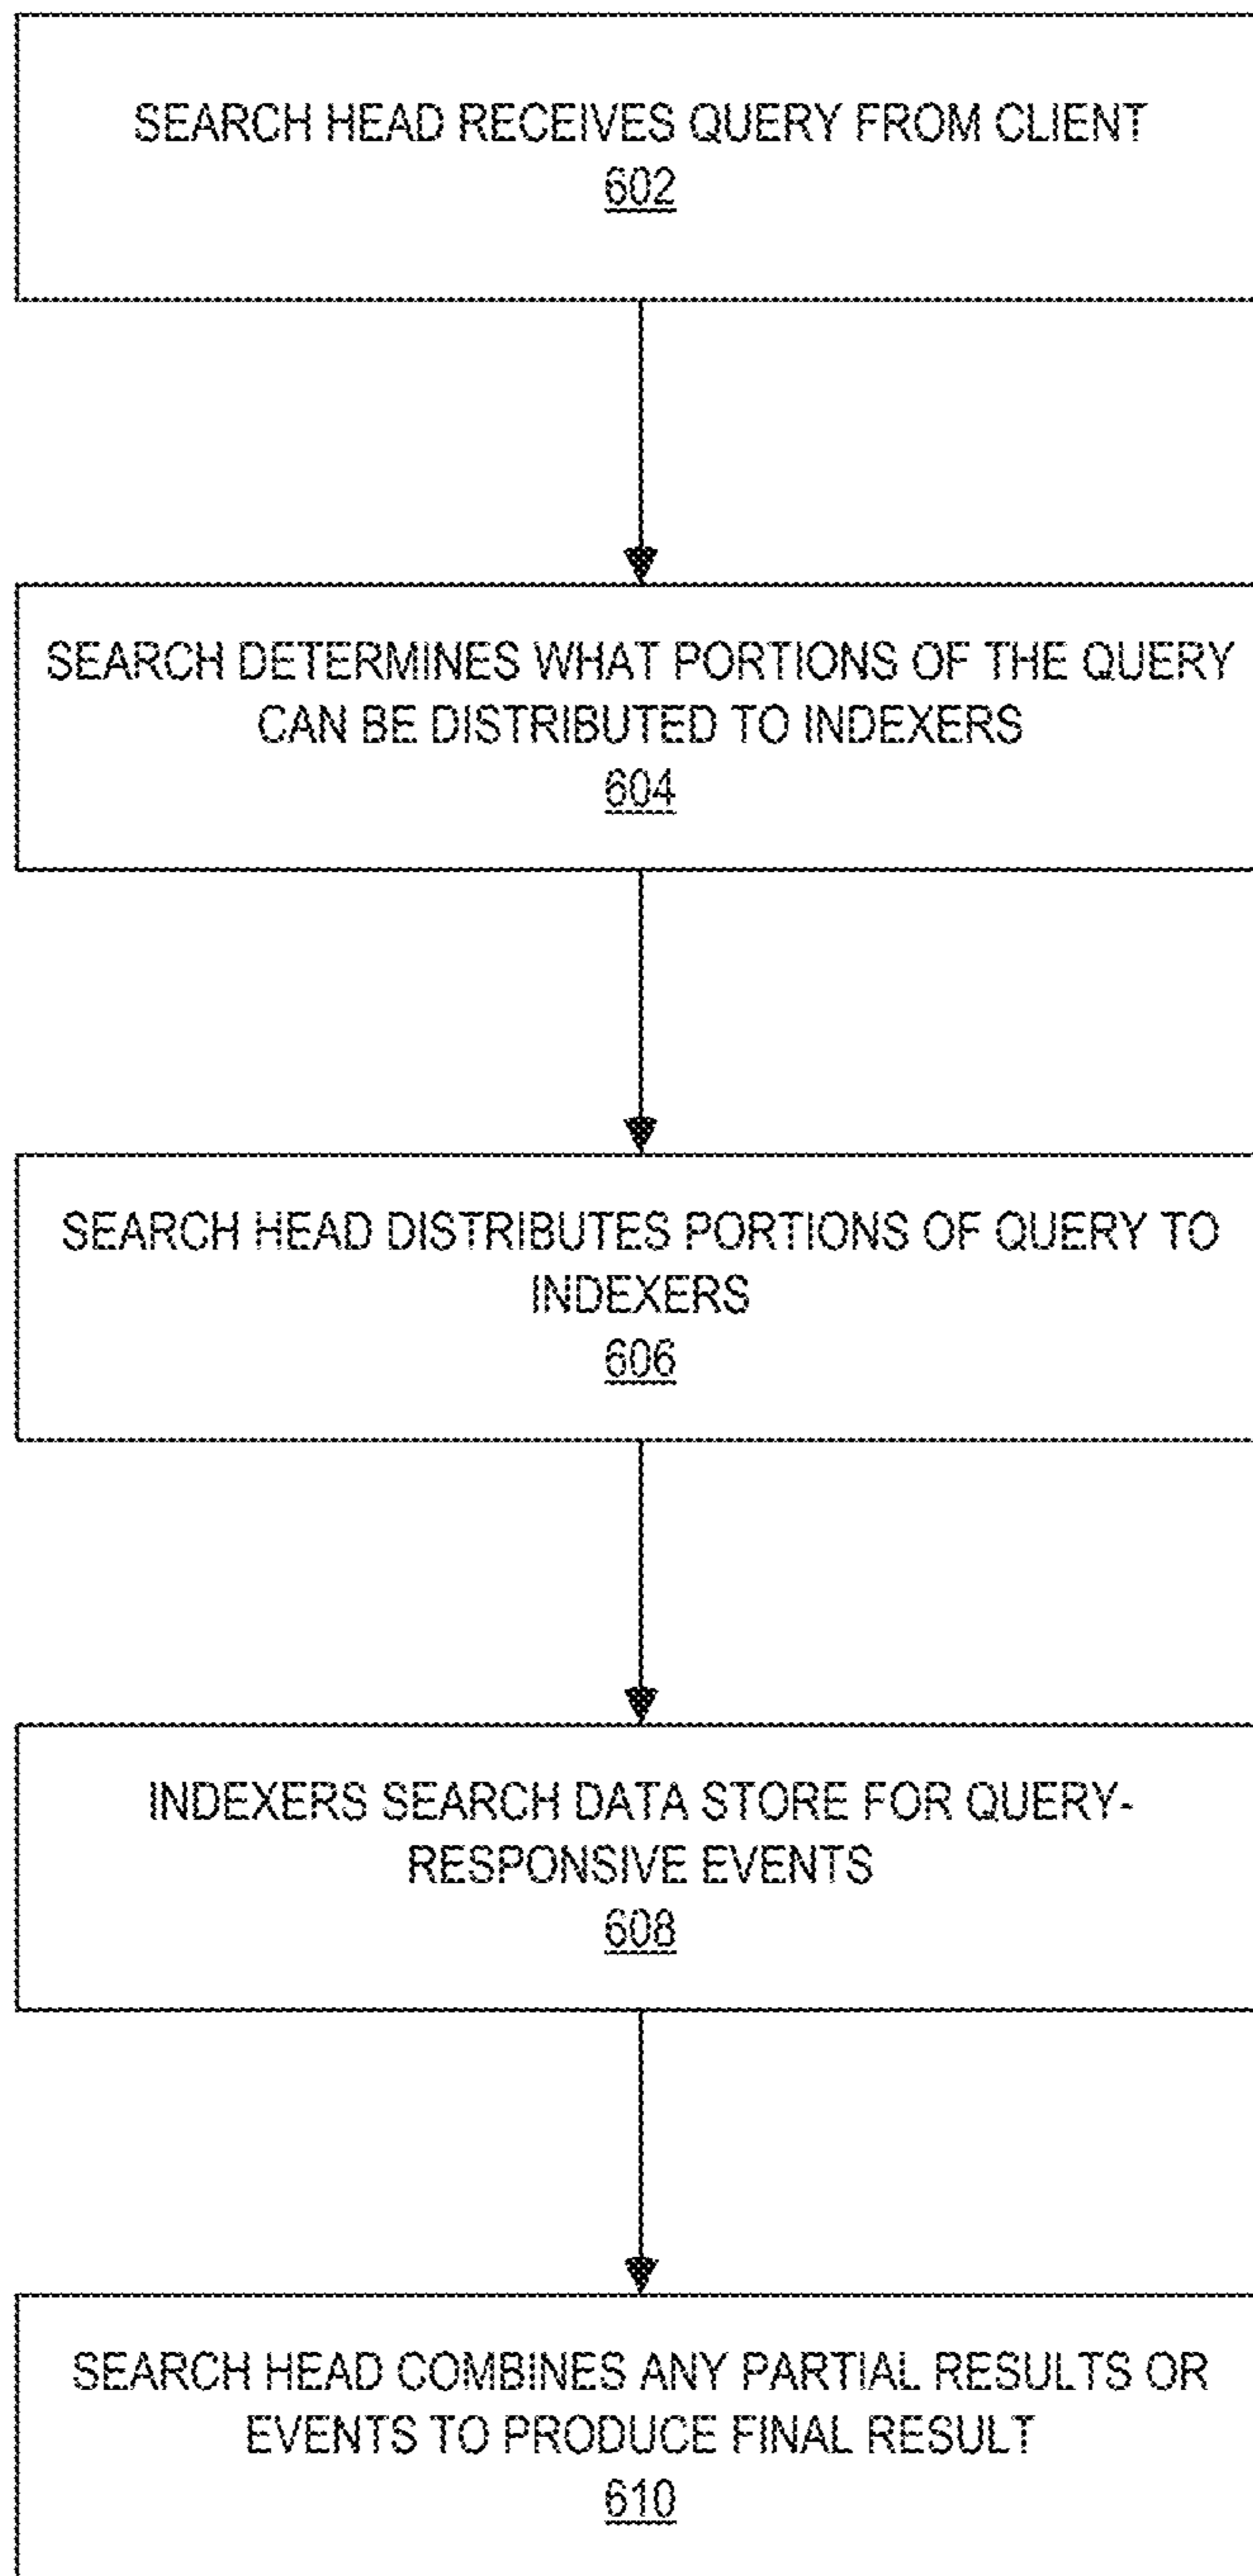 SEARCH HEAD RECEIVES QUERY FROM CLIENT
602
SEARCH DETERMINES WHAT PORTIONS OF THE QUERY
CAN BE DISTRIBUTED TO INDEXERS
604
SEARCH HEAD DISTRIBUTES PORTIONS OF QUERY TO
INDEXERS
606
INDEXERS SEARCH DATA STORE FOR QUERY-
RESPONSIVE EVENTS
608
SEARCH HEAD COMBINES ANY PARTIAL RESULTS OR
EVENTS TO PRODUCE FINAL RESULT
610